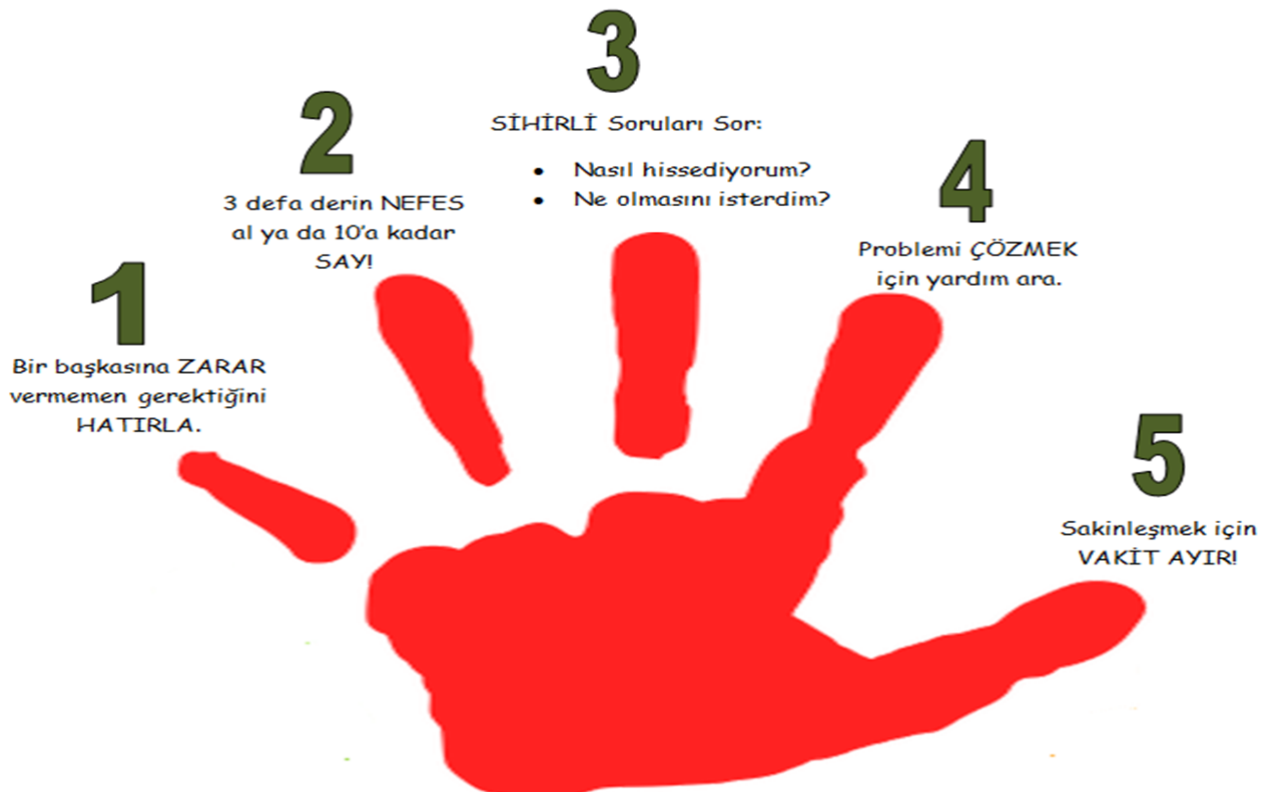 1
Bir başkasına ZARAR
vermemen gerektiğini
HATIRLA.
2
3 defa derin NEFES
al ya da 10'a kadar
SAY!
3
SİHİRLİ Soruları Sor:
• Nasıl hissediyorum?
• Ne olmasını isterdim?
4
Problemi ÇÖZMEK
için yardım ara.
5
Sakinleşmek için
VAKİT AYIR!